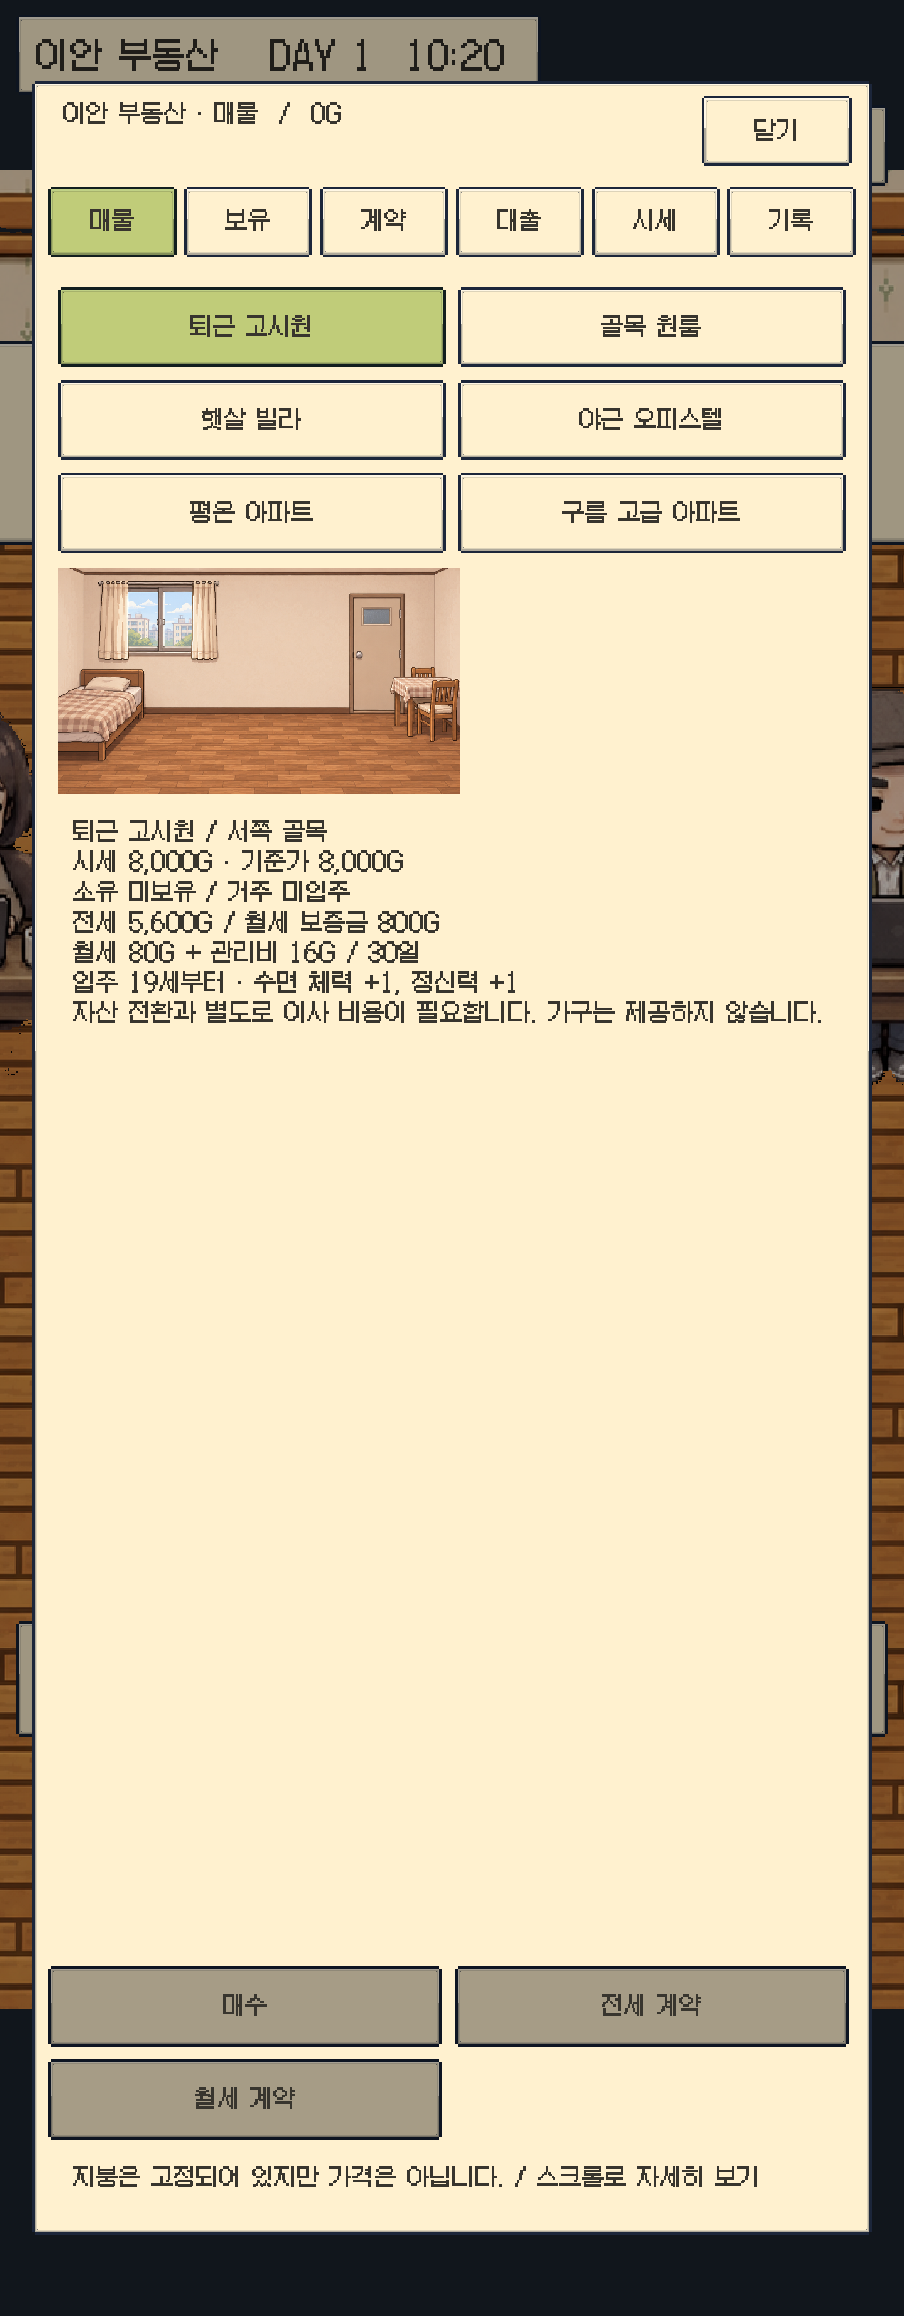 이안 부동산 DAY 1 10:20
이안 부동산 · 매물 / 0G
닫기
매물 보유 계약 대출 시세 기록
퇴근 고시원 골목 원룸
햇살 빌라 야근 오피스텔
평온 아파트 구름 고급 아파트
퇴근 고시원 / 서쪽 골목
시세 8,000G · 기준가 8,000G
소유 미보유 / 거주 미입주
전세 5,600G / 월세 보증금 800G
월세 80G + 관리비 16G / 30일
입주 19세부터 · 수면 체력 +1, 정신력 +1
자산 전환과 별도로 이사 비용이 필요합니다. 가구는 제공하지 않습니다.
매수 전세 계약
월세 계약
지붕은 고정되어 있지만 가격은 아닙니다. / 스크롤로 자세히 보기